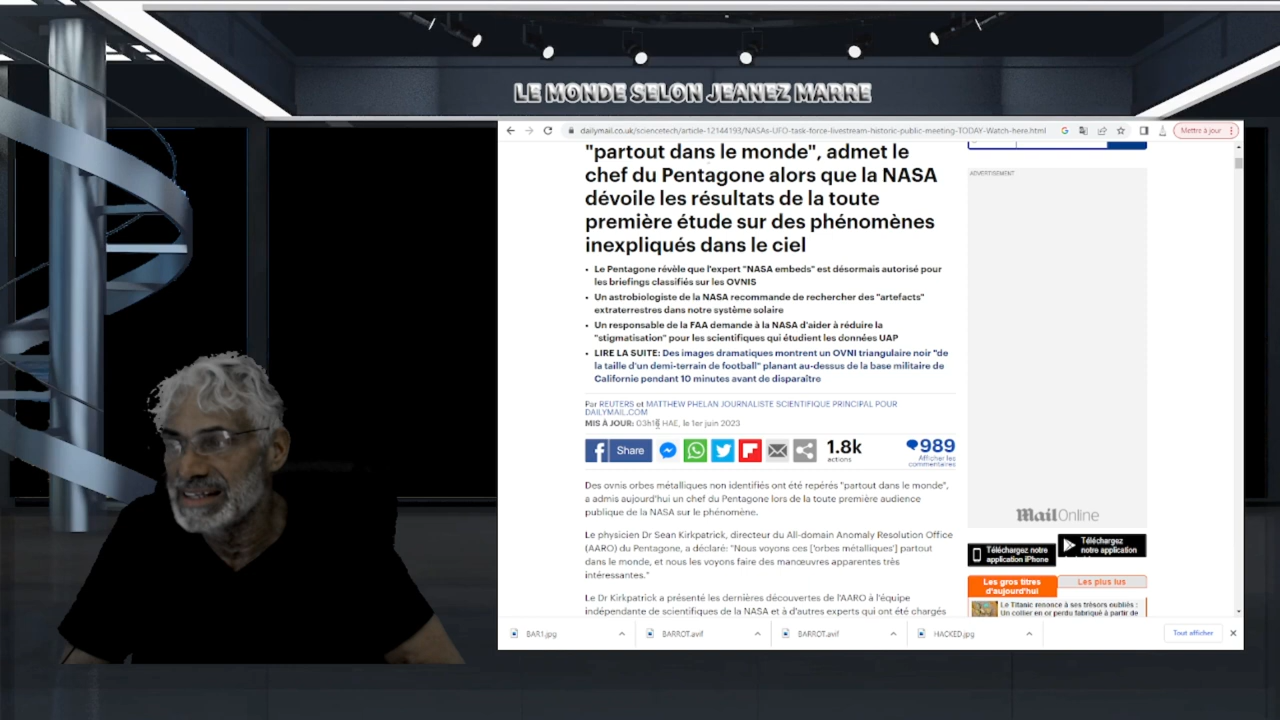 LE MONDE SELON JEANEZ MARRE
dailymail.co.uk/sciencetech/article-12144193/NASAs-UFO-task-force-livestream-historic-public-meeting-TODAY-Watch-here.html
Mettre à jour
"partout dans le monde", admet le
chef du Pentagone alors que la NASA
dévoile les résultats de la toute
première étude sur des phénomènes
inexpliqués dans le ciel
• Le Pentagone révèle que l'expert "NASA embeds" est désormais autorisé pour
les briefings classifiés sur les OVNIS
• Un astrobiologiste de la NASA recommande de rechercher des "artefacts"
extraterrestres dans notre système solaire
• Un responsable de la FAA demande à la NASA d'aider à réduire la
"stigmatisation" pour les scientifiques qui étudient les données UAP
• LIRE LA SUITE: Des images dramatiques montrent un OVNI triangulaire noir "de
la taille d'un demi-terrain de football" planant au-dessus de la base militaire de
Californie pendant 10 minutes avant de disparaître
Par REUTERS et MATTHEW PHELAN JOURNALISTE SCIENTIFIQUE PRINCIPAL POUR
DAILYMAIL.COM
MIS À JOUR: HAE, le 1er juin 2023
Share
1.8k
actions
989
Afficher les
commentaires
Des ovnis orbes métalliques non identifiés ont été repérés "partout dans le monde",
a admis aujourd'hui un chef du Pentagone lors de la toute première audience
publique de la NASA sur le phénomène.
Le physicien Dr Sean Kirkpatrick, directeur du All-domain Anomaly Resolution Office
(AARO) du Pentagone, a déclaré: "Nous voyons ces ['orbes métalliques'] partout
dans le monde, et nous les voyons faire des manœuvres apparentes très
intéressantes."
Le Dr Kirkpatrick a présenté les dernières découvertes de l'AARO à l'équipe
indépendante de scientifiques de la NASA et à d'autres experts qui ont été chargés
ADVERTISEMENT
MailOnline
Téléchargez notre
application iPhone
Téléchargez
notre application
Les gros titres
d'aujourd'hui
Les plus lus
Le Titanic renonce à ses trésors oubliés :
Un collier en or perdu fabriqué à partir de
BAR1.jpg
BARROT.avif
BARROT.avif
HACKED.jpg
Tout afficher